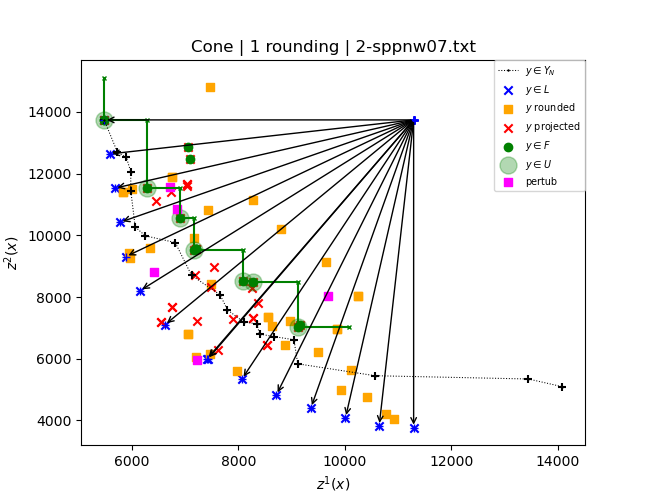 Cone | 1 rounding | 2-sppnw07.txt
y ∈ Y_N
y ∈ L
y rounded
y projected
y ∈ F
y ∈ U
pertub
14000
12000
10000
8000
6000
4000
z²(x)
6000 8000 10000 12000 14000
z¹(x)